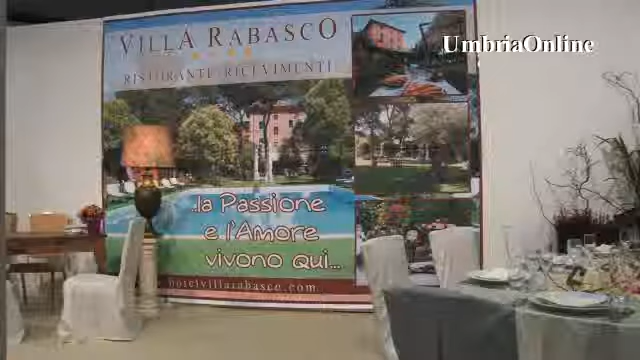 VILLA RABASCO
UmbriaOnline
RISTORANTE RICEVIMENTI
..la Passione
e l'Amore
vivono qui...
hotelvillarabasco.com